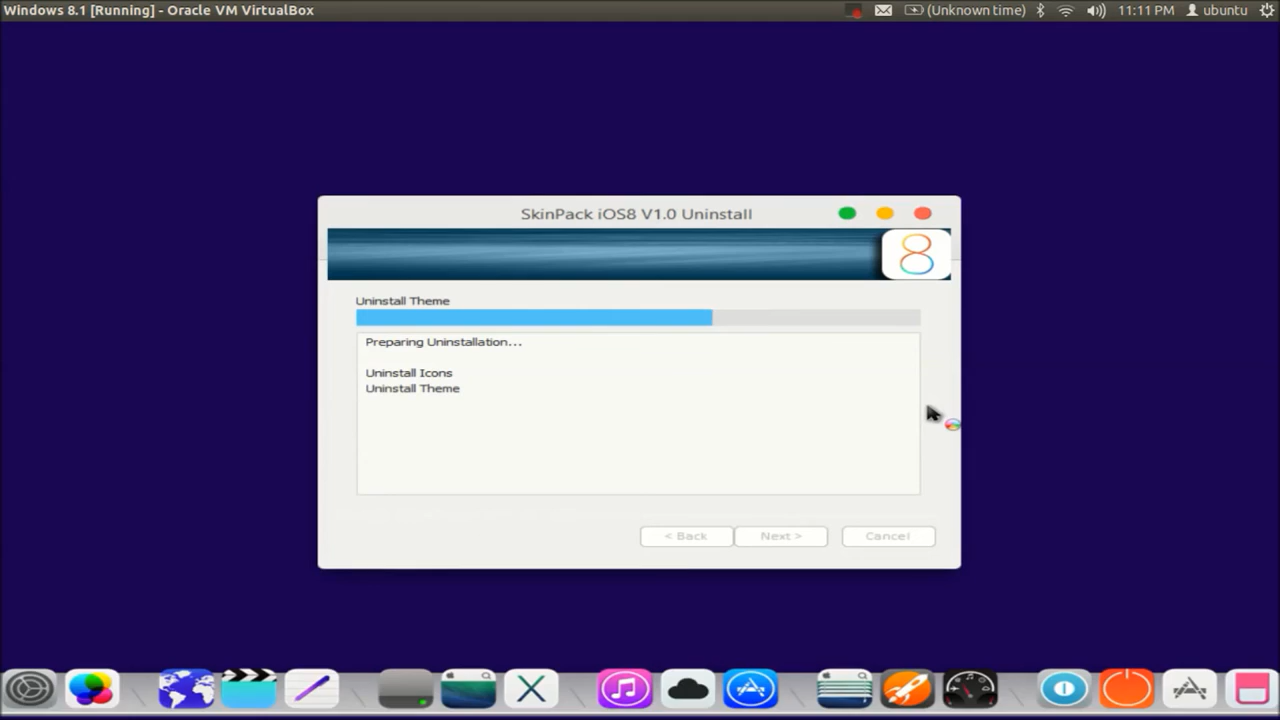 Windows 8.1 [Running] - Oracle VM VirtualBox
(Unknown time) 11:11 PM ubuntu
SkinPack iOS8 V1.0 Uninstall
8
Uninstall Theme
Preparing Uninstallation...
Uninstall Icons
Uninstall Theme
< Back Next > Cancel